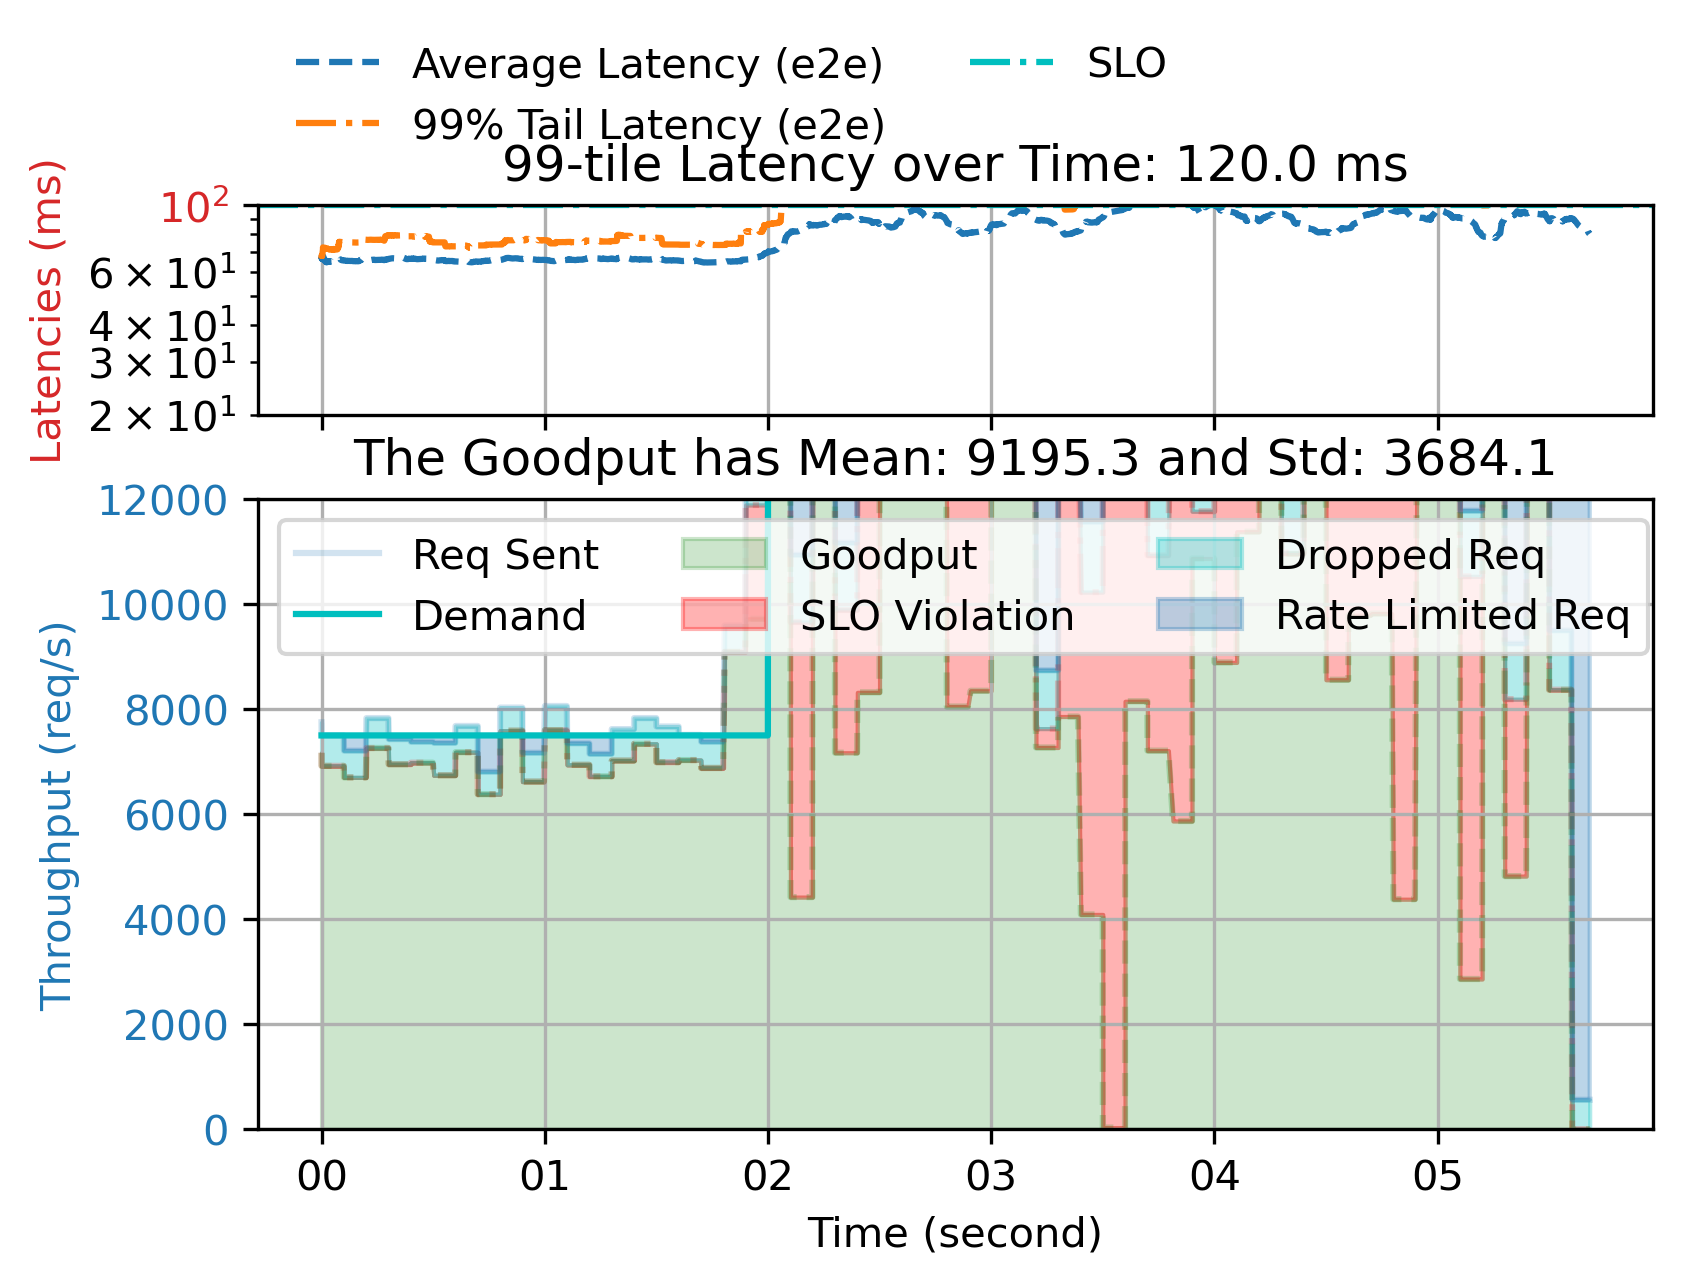 Average Latency (e2e) SLO
99% Tail Latency (e2e)
99-tile Latency over Time: 120.0 ms
Latencies (ms)
10²
6 × 10¹
4 × 10¹
3 × 10¹
2 × 10¹
The Goodput has Mean: 9195.3 and Std: 3684.1
Throughput (req/s)
12000
10000
8000
6000
4000
2000
0
Req Sent Goodput Dropped Req
Demand SLO Violation Rate Limited Req
00 01 02 03 04 05
Time (second)